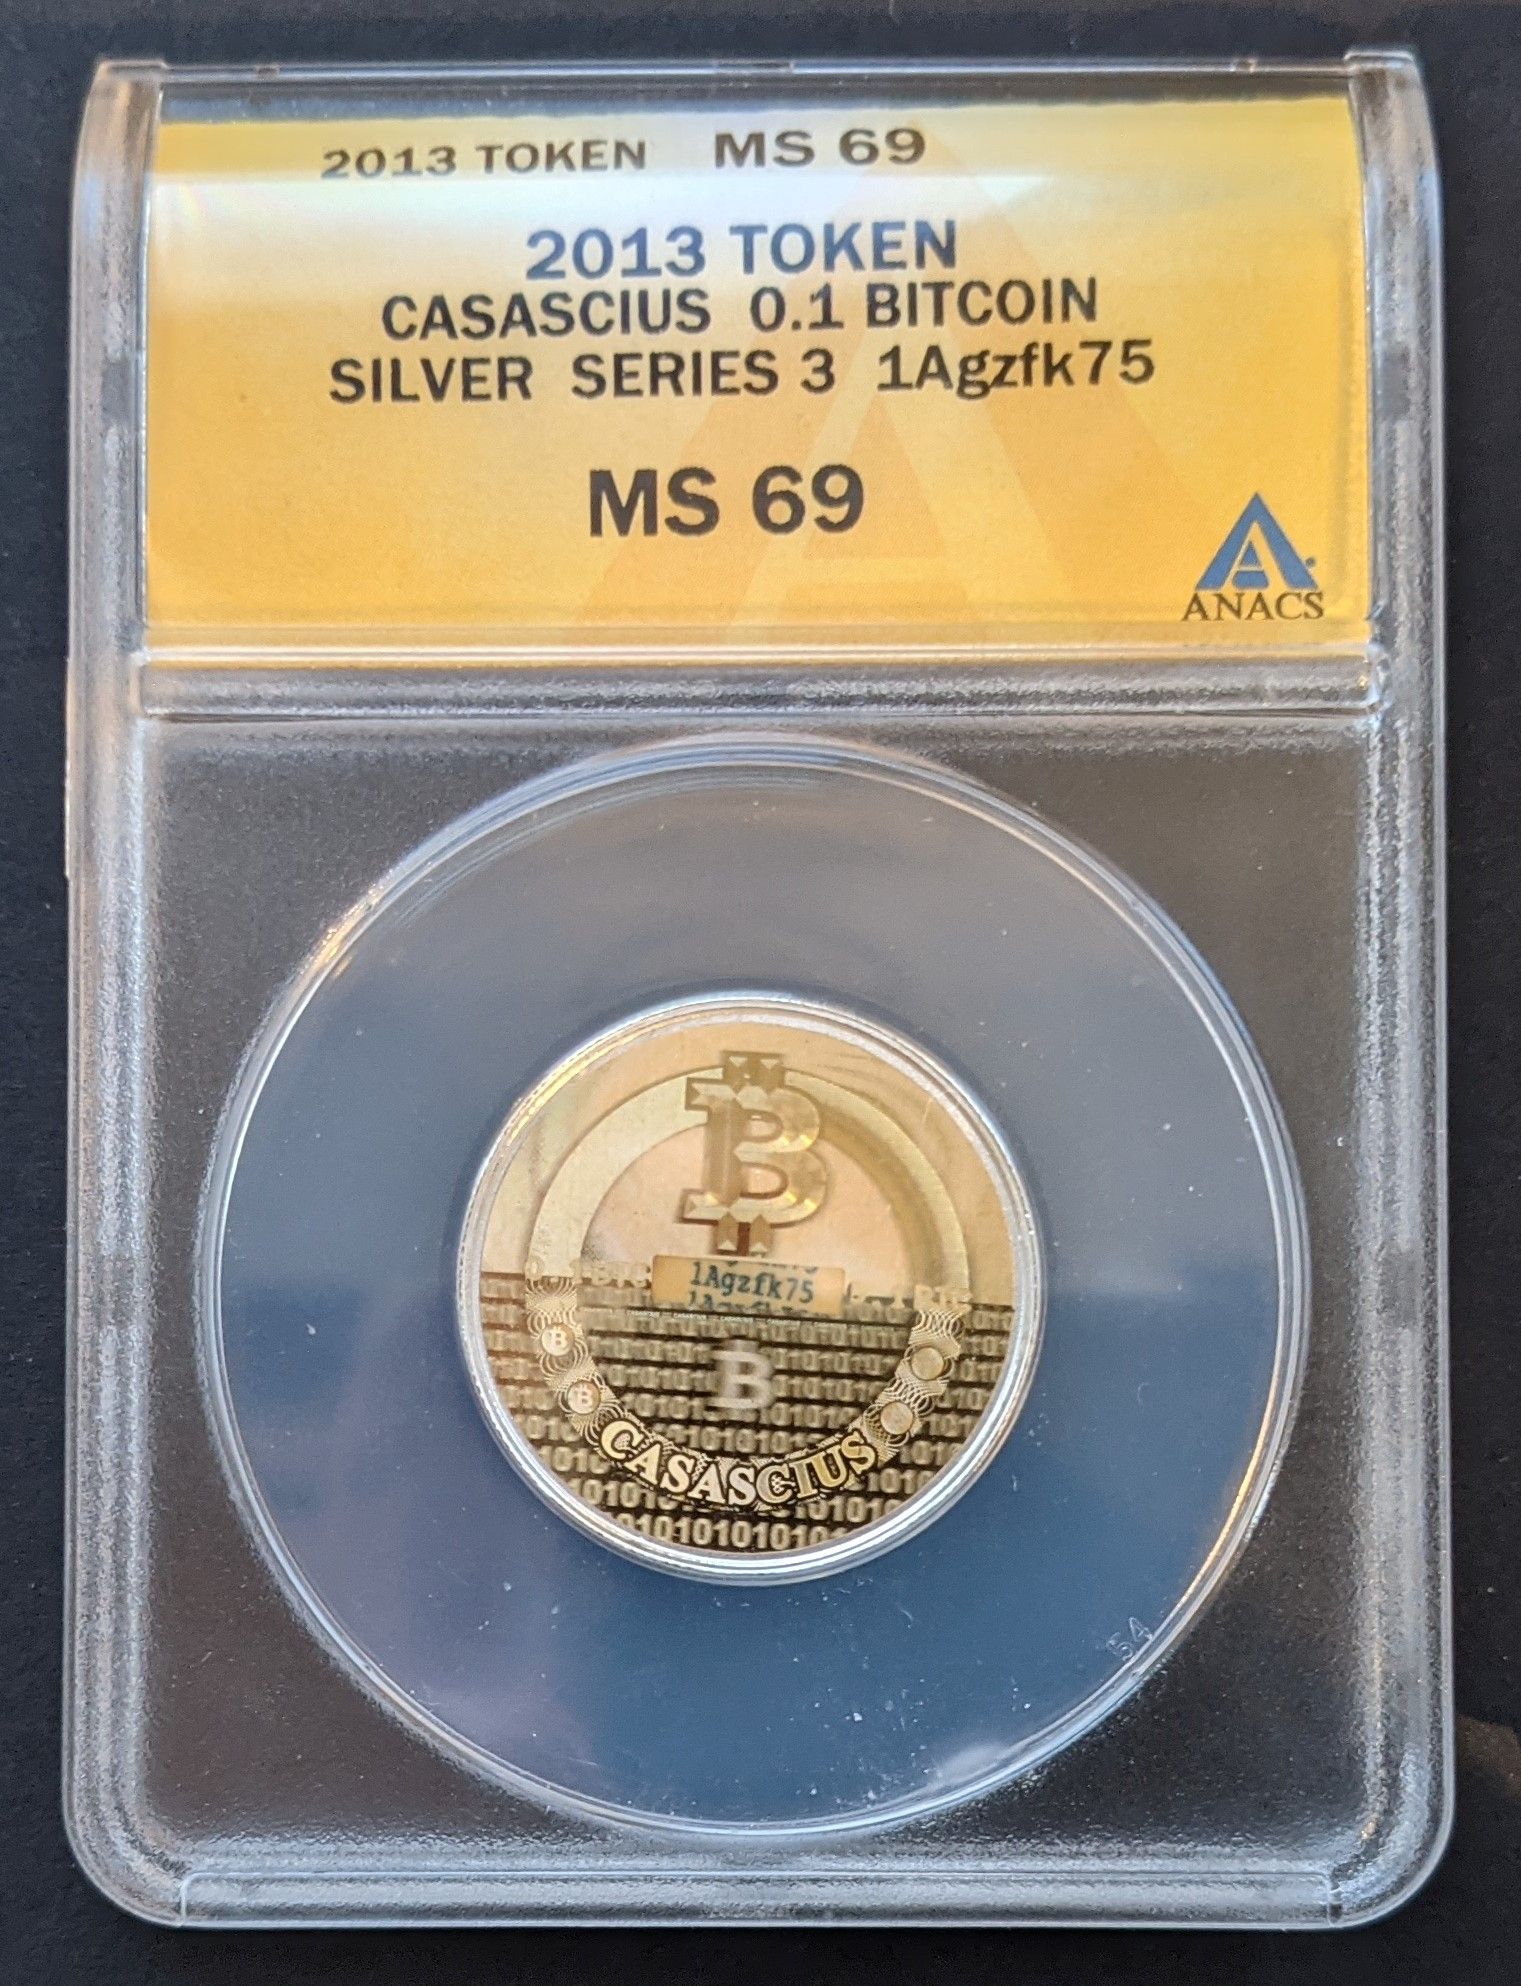 2013 TOKEN MS 69
2013 TOKEN
CASASCIUS 0.1 BITCOIN
SILVER SERIES 3 1Agzfk75
MS 69
ANACS
1Agzfk75
CASASCIUS
54